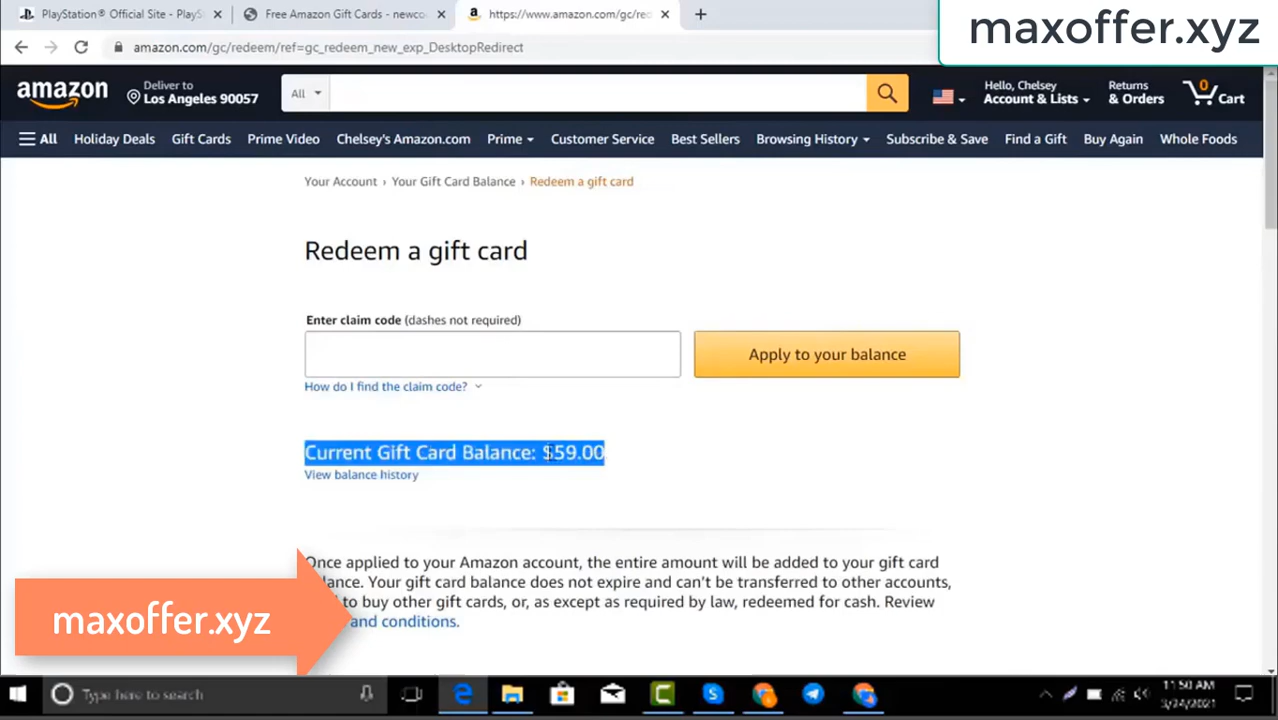 PlayStation® Official Site - PlayS
Free Amazon Gift Cards - newco
https://www.amazon.com/gc/red
maxoffer.xyz
amazon.com/gc/redeem/ref=gc_redeem_new_exp_DesktopRedirect
amazon
Deliver to
Los Angeles 90057
All
Hello, Chelsey
Account & Lists
Returns
& Orders
0
Cart
All Holiday Deals Gift Cards Prime Video Chelsey's Amazon.com Prime Customer Service Best Sellers Browsing History Subscribe & Save Find a Gift Buy Again Whole Foods
Your Account › Your Gift Card Balance › Redeem a gift card
Redeem a gift card
Enter claim code (dashes not required)
Apply to your balance
How do I find the claim code?
Current Gift Card Balance: $59.00
View balance history
Once applied to your Amazon account, the entire amount will be added to your gift card
balance. Your gift card balance does not expire and can't be transferred to other accounts,
to buy other gift cards, or, as except as required by law, redeemed for cash. Review
and conditions.
maxoffer.xyz
Type here to search
11:50 AM
3/24/2021